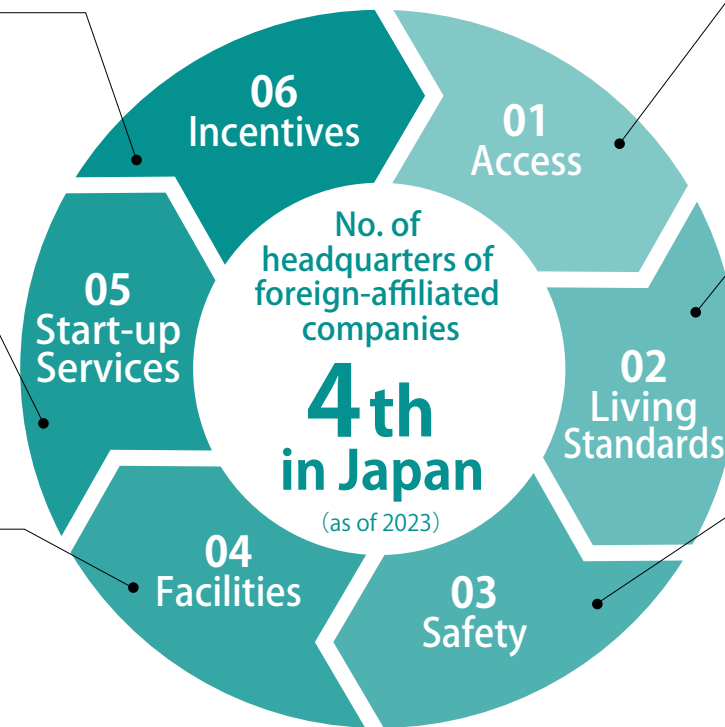 06
Incentives
01
Access
No. of
headquarters of
foreign-affiliated
companies
4th
in Japan
(as of 2023)
05
Start-up
Services
02
Living
Standards
04
Facilities
03
Safety